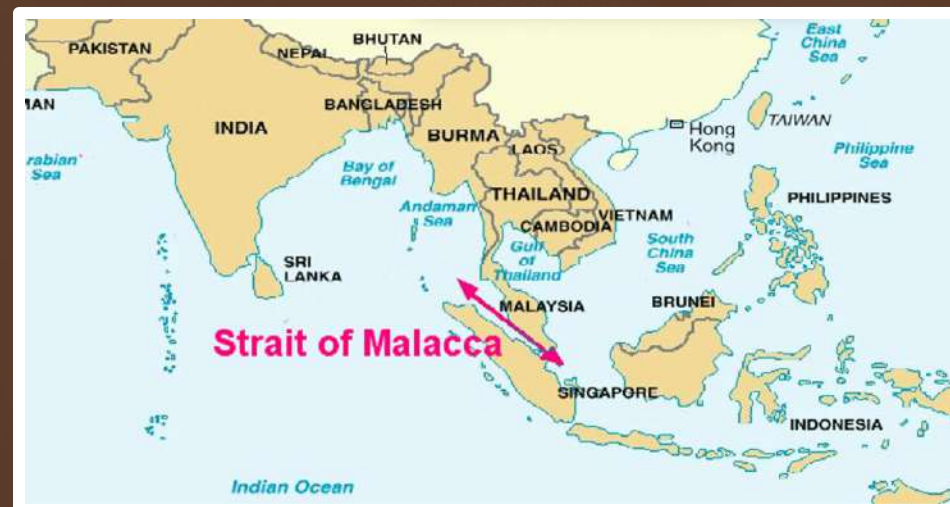 East
China
Sea
BHUTAN
PAKISTAN
NEPAL
MAN
BANGLADESH
TAIWAN
INDIA
BURMA
Hong
Kong
LAOS
rabian
Sea
Bay of
Bengal
Philippine
Sea
THAILAND
PHILIPPINES
Andaman
Sea
VIETNAM
CAMBODIA
Gulf
of
Thailand
South
China
Sea
SRI
LANKA
MALAYSIA
BRUNEI
Strait of Malacca
SINGAPORE
INDONESIA
Indian Ocean